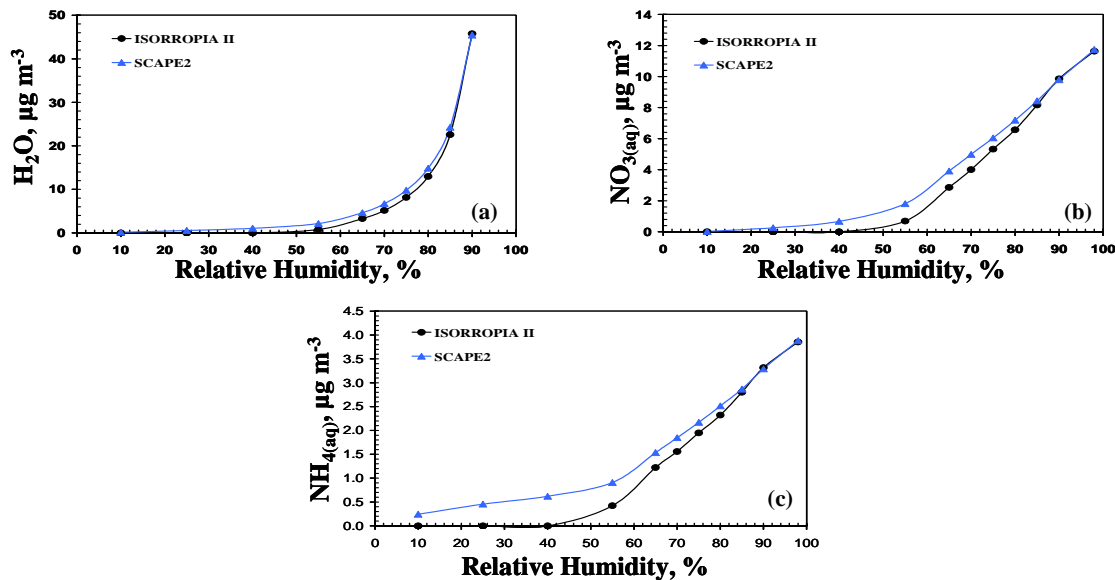 H₂O, µg m⁻³
50
40
30
20
10
0
ISORROPIA II
SCAPE2
(a)
0 10 20 30 40 50 60 70 80 90 100
Relative Humidity, %
NO₃(aq), µg m⁻³
14
12
10
8
6
4
2
0
ISORROPIA II
SCAPE2
(b)
0 10 20 30 40 50 60 70 80 90 100
Relative Humidity, %
NH₄(aq), µg m⁻³
4.5
4.0
3.5
3.0
2.5
2.0
1.5
1.0
0.5
0.0
ISORROPIA II
SCAPE2
(c)
0 10 20 30 40 50 60 70 80 90 100
Relative Humidity, %